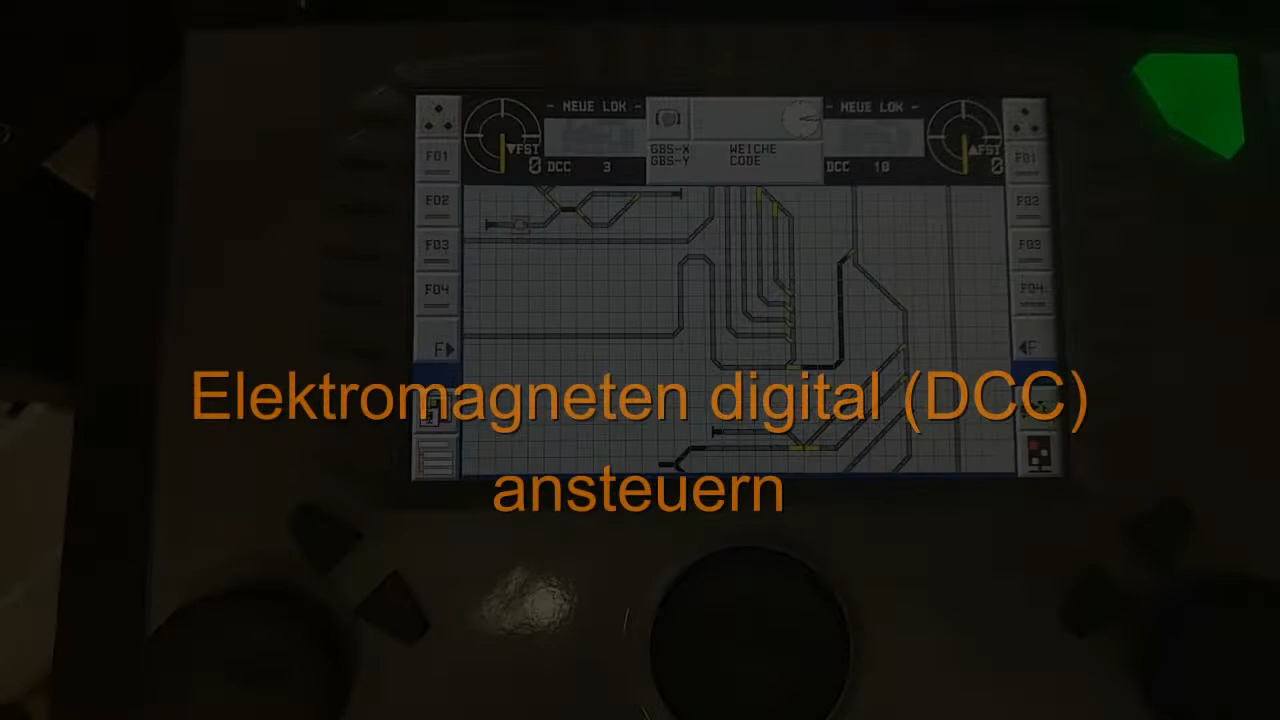 - NEUE LOK -
- NEUE LOK -
FST
0
DCC 3
GBS-X WEICHE
GBS-Y CODE
DCC 10
FST
0
F01
F02
F03
F04
F
F01
F02
F03
F04
F
Elektromagneten digital (DCC)
ansteuern